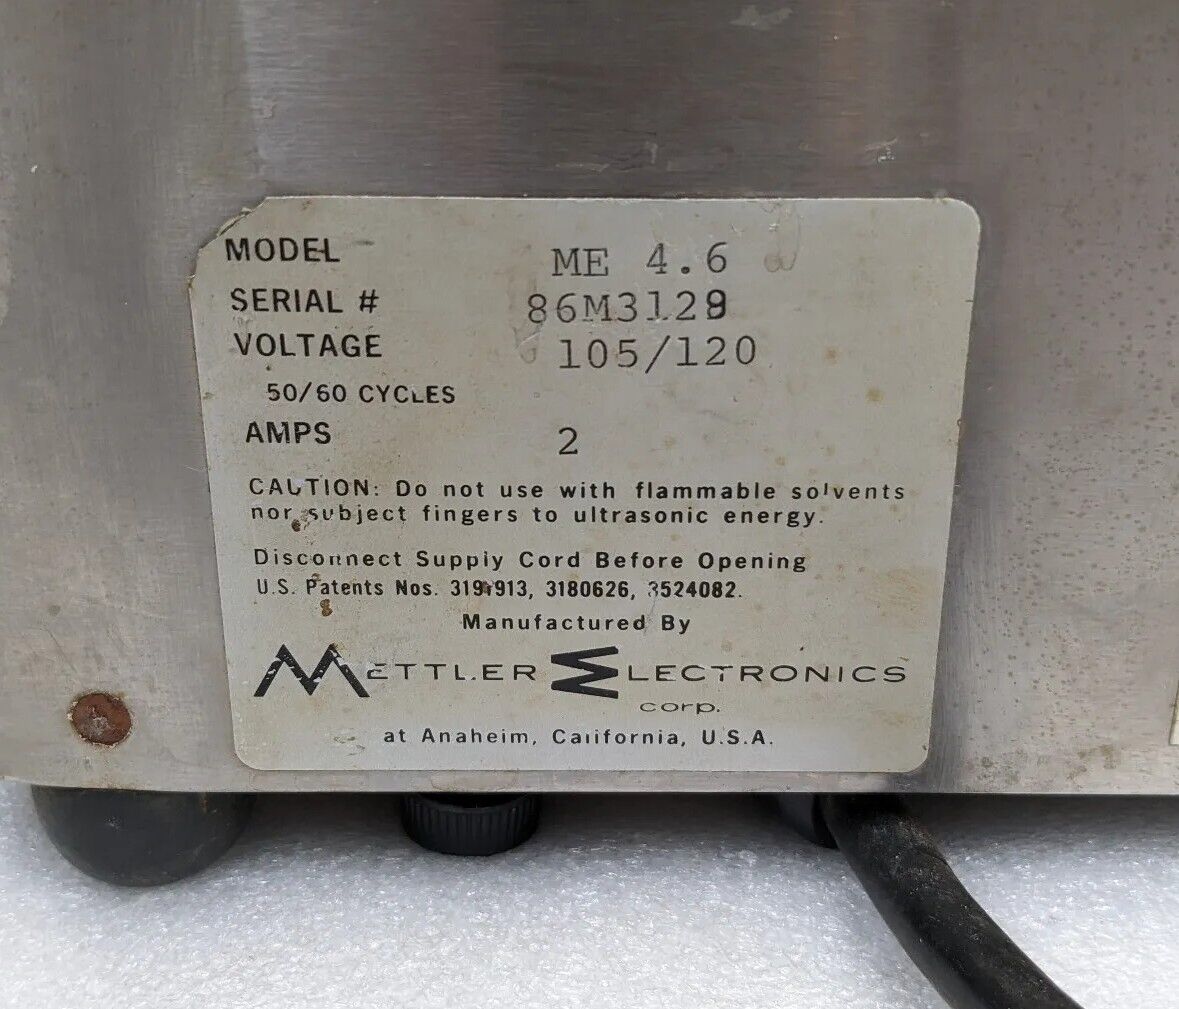 MODEL ME 4.6
SERIAL # 86M3129
VOLTAGE 105/120
50/60 CYCLES
AMPS 2
CAUTION: Do not use with flammable solvents
nor subject fingers to ultrasonic energy.
Disconnect Supply Cord Before Opening
U.S. Patents Nos. 3180626, 3524082.
Manufactured By
METTLER ELECTRONICS
corp.
at Anaheim, California, U.S.A.